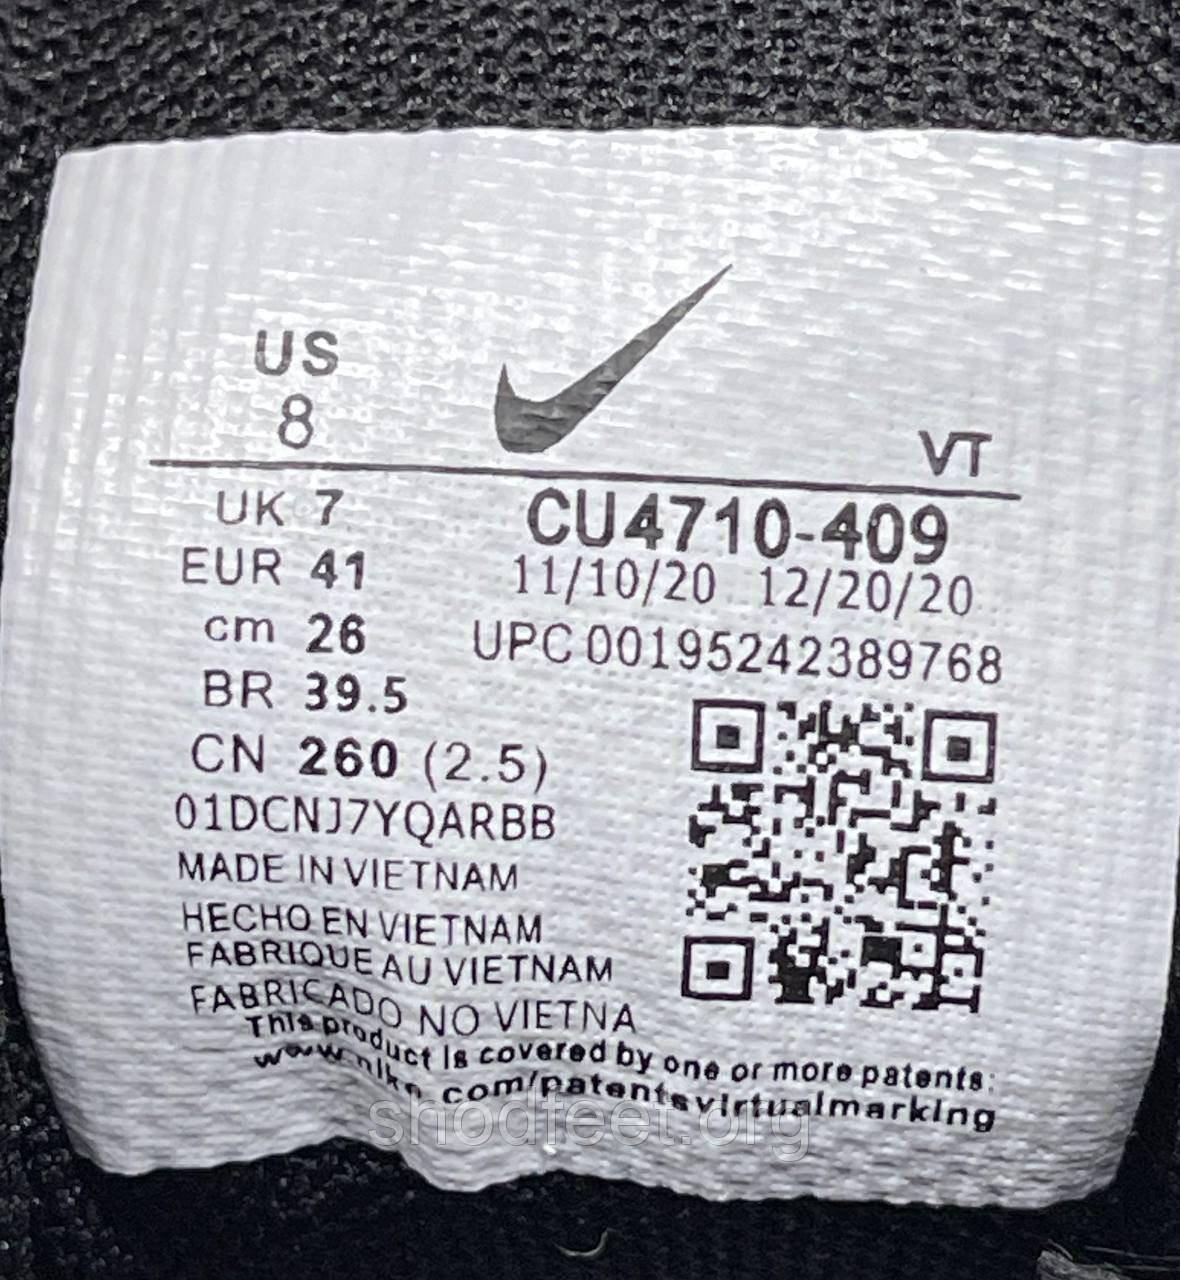 US
8
VT
UK 7
CU4710-409
EUR 41
11/10/20 12/20/20
cm 26
UPC 00195242389768
BR 39.5
CN 260 (2.5)
01DCNJ7YQARBB
MADE IN VIETNAM
HECHO EN VIETNAM
FABRIQUE AU VIETNAM
FABRICADO NO VIETNA
This product is covered by one or more patents:
www.nike.com/patentsvirtualmarking
shodfeet.org